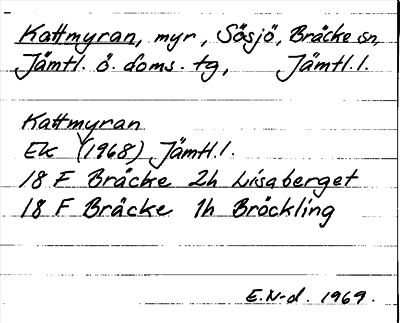 Kattmyran, myr, Sösjö, Bräcke sn,
Jämtl. ö. doms. tg, Jämtl. l.
Kattmyran
Ek (1968) Jämtl. l.
18 F Bräcke 2h Lisaberget
18 F Bräcke 1h Bröckling
E.N-d. 1969.